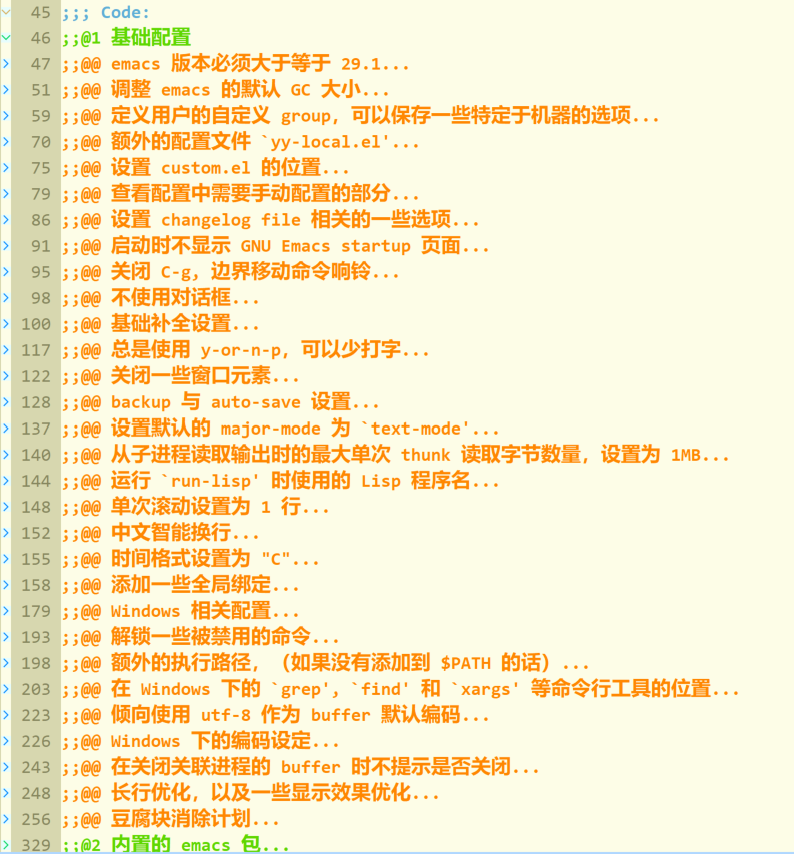 45 ;;; Code:
46 ;;@1 基础配置
47 ;;@@ emacs 版本必须大于等于 29.1...
51 ;;@@ 调整 emacs 的默认 GC 大小...
59 ;;@@ 定义用户的自定义 group，可以保存一些特定于机器的选项...
70 ;;@@ 额外的配置文件 `yy-local.el'...
75 ;;@@ 设置 custom.el 的位置...
79 ;;@@ 查看配置中需要手动配置的部分...
86 ;;@@ 设置 changelog file 相关的一些选项...
91 ;;@@ 启动时不显示 GNU Emacs startup 页面...
95 ;;@@ 关闭 C-g，边界移动命令响铃...
98 ;;@@ 不使用对话框...
100 ;;@@ 基础补全设置...
117 ;;@@ 总是使用 y-or-n-p，可以少打字...
122 ;;@@ 关闭一些窗口元素...
128 ;;@@ backup 与 auto-save 设置...
137 ;;@@ 设置默认的 major-mode 为 `text-mode'...
140 ;;@@ 从子进程读取输出时的最大单次 thunk 读取字节数量，设置为 1MB...
144 ;;@@ 运行 `run-lisp' 时使用的 Lisp 程序名...
148 ;;@@ 单次滚动设置为 1 行...
152 ;;@@ 中文智能换行...
155 ;;@@ 时间格式设置为 "C"...
158 ;;@@ 添加一些全局绑定...
179 ;;@@ Windows 相关配置...
193 ;;@@ 解锁一些被禁用的命令...
198 ;;@@ 额外的执行路径，（如果没有添加到 $PATH 的话）...
203 ;;@@ 在 Windows 下的 `grep', `find' 和 `xargs' 等命令行工具的位置...
223 ;;@@ 倾向使用 utf-8 作为 buffer 默认编码...
226 ;;@@ Windows 下的编码设定...
243 ;;@@ 在关闭关联进程的 buffer 时不提示是否关闭...
248 ;;@@ 长行优化，以及一些显示效果优化...
256 ;;@@ 豆腐块消除计划...
329 ;;@2 内置的 emacs 包...